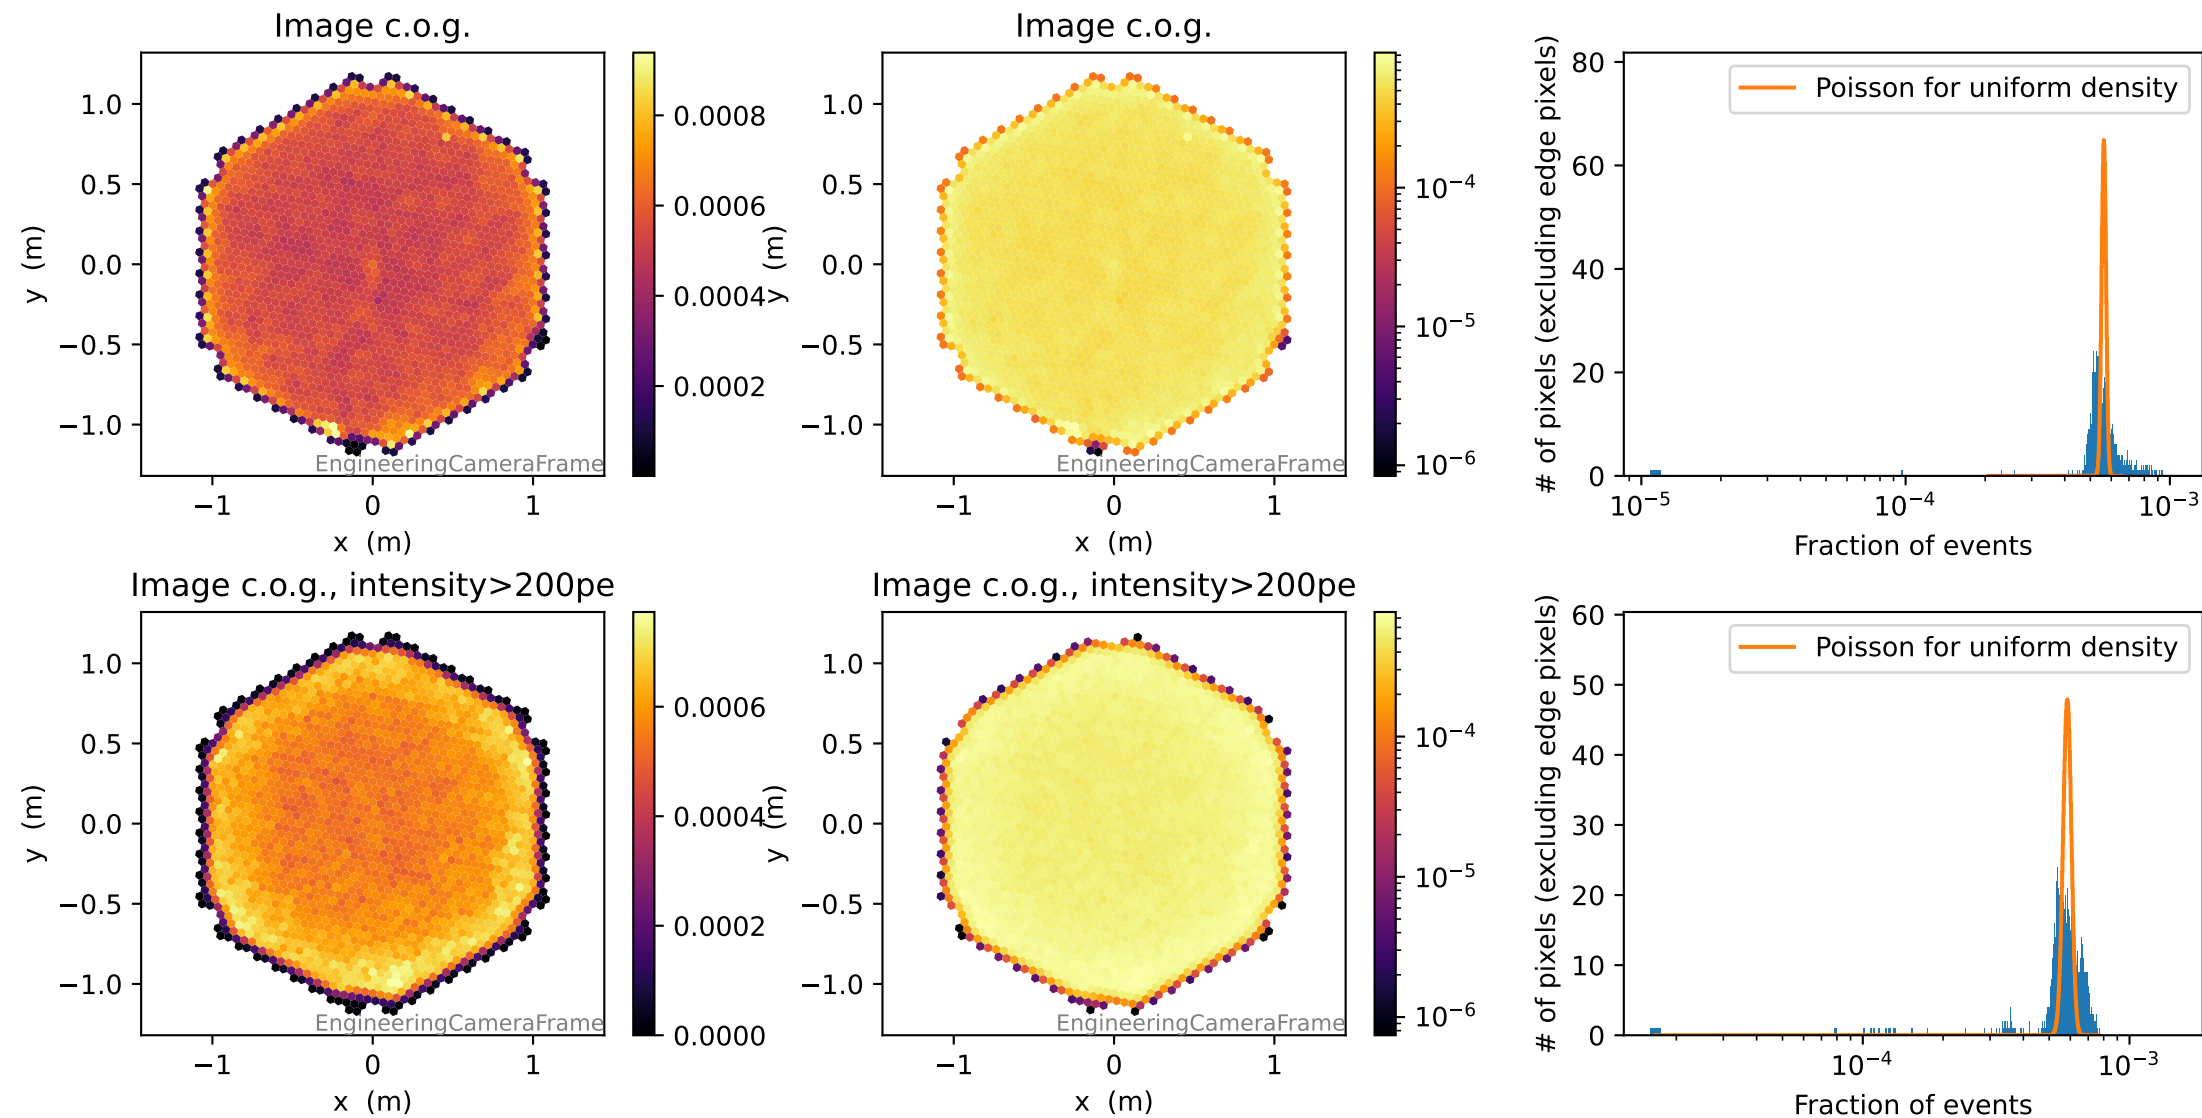 Image c.o.g.
1.0
0.5
0.0
−0.5
−1.0
y (m)
−1
0
1
x (m)
EngineeringCameraFrame
0.0008
0.0006
0.0004
0.0002
Image c.o.g.
1.0
0.5
0.0
−0.5
−1.0
y (m)
−1
0
1
x (m)
EngineeringCameraFrame
10⁻⁴
10⁻⁵
10⁻⁶
# of pixels (excluding edge pixels)
80
60
40
20
0
Poisson for uniform density
10⁻⁵
10⁻⁴
10⁻³
Fraction of events
Image c.o.g., intensity>200pe
1.0
0.5
0.0
−0.5
−1.0
y (m)
−1
0
1
x (m)
EngineeringCameraFrame
0.0006
0.0004
0.0002
0.0000
Image c.o.g., intensity>200pe
1.0
0.5
0.0
−0.5
−1.0
y (m)
−1
0
1
x (m)
EngineeringCameraFrame
10⁻⁴
10⁻⁵
10⁻⁶
# of pixels (excluding edge pixels)
60
50
40
30
20
10
0
Poisson for uniform density
10⁻⁴
10⁻³
Fraction of events